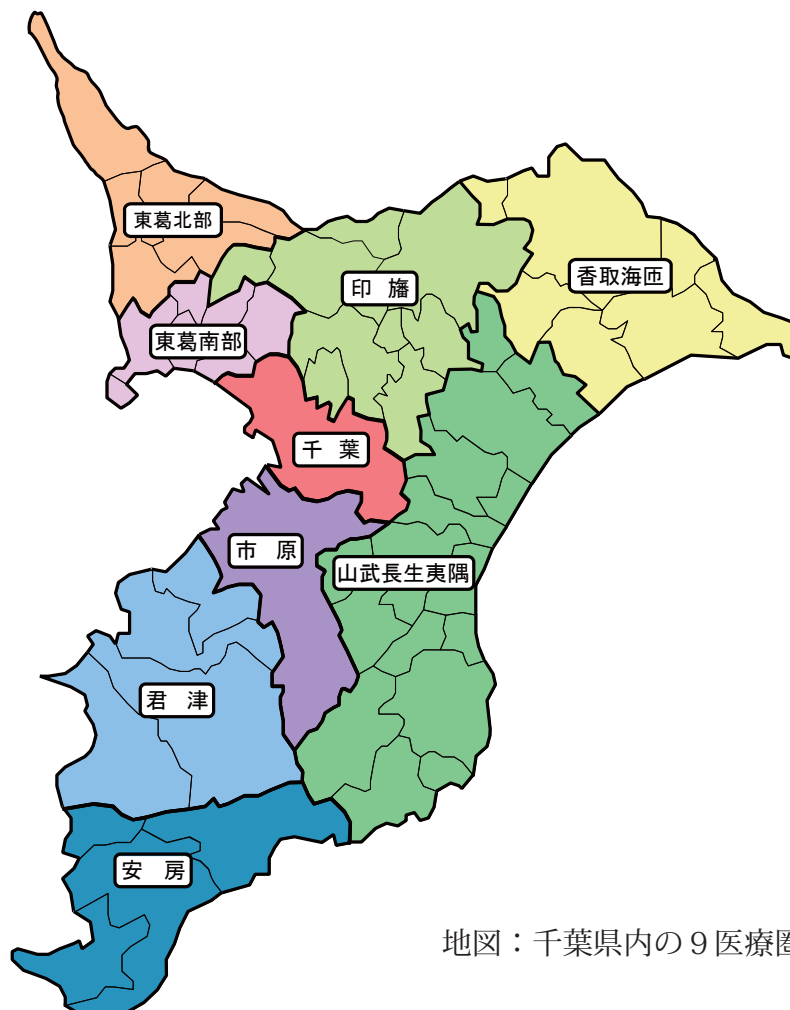 東葛北部
香取海匝
印旛
東葛南部
千葉
市原
山武長生夷隅
君津
安房
地図：千葉県内の９医療圏